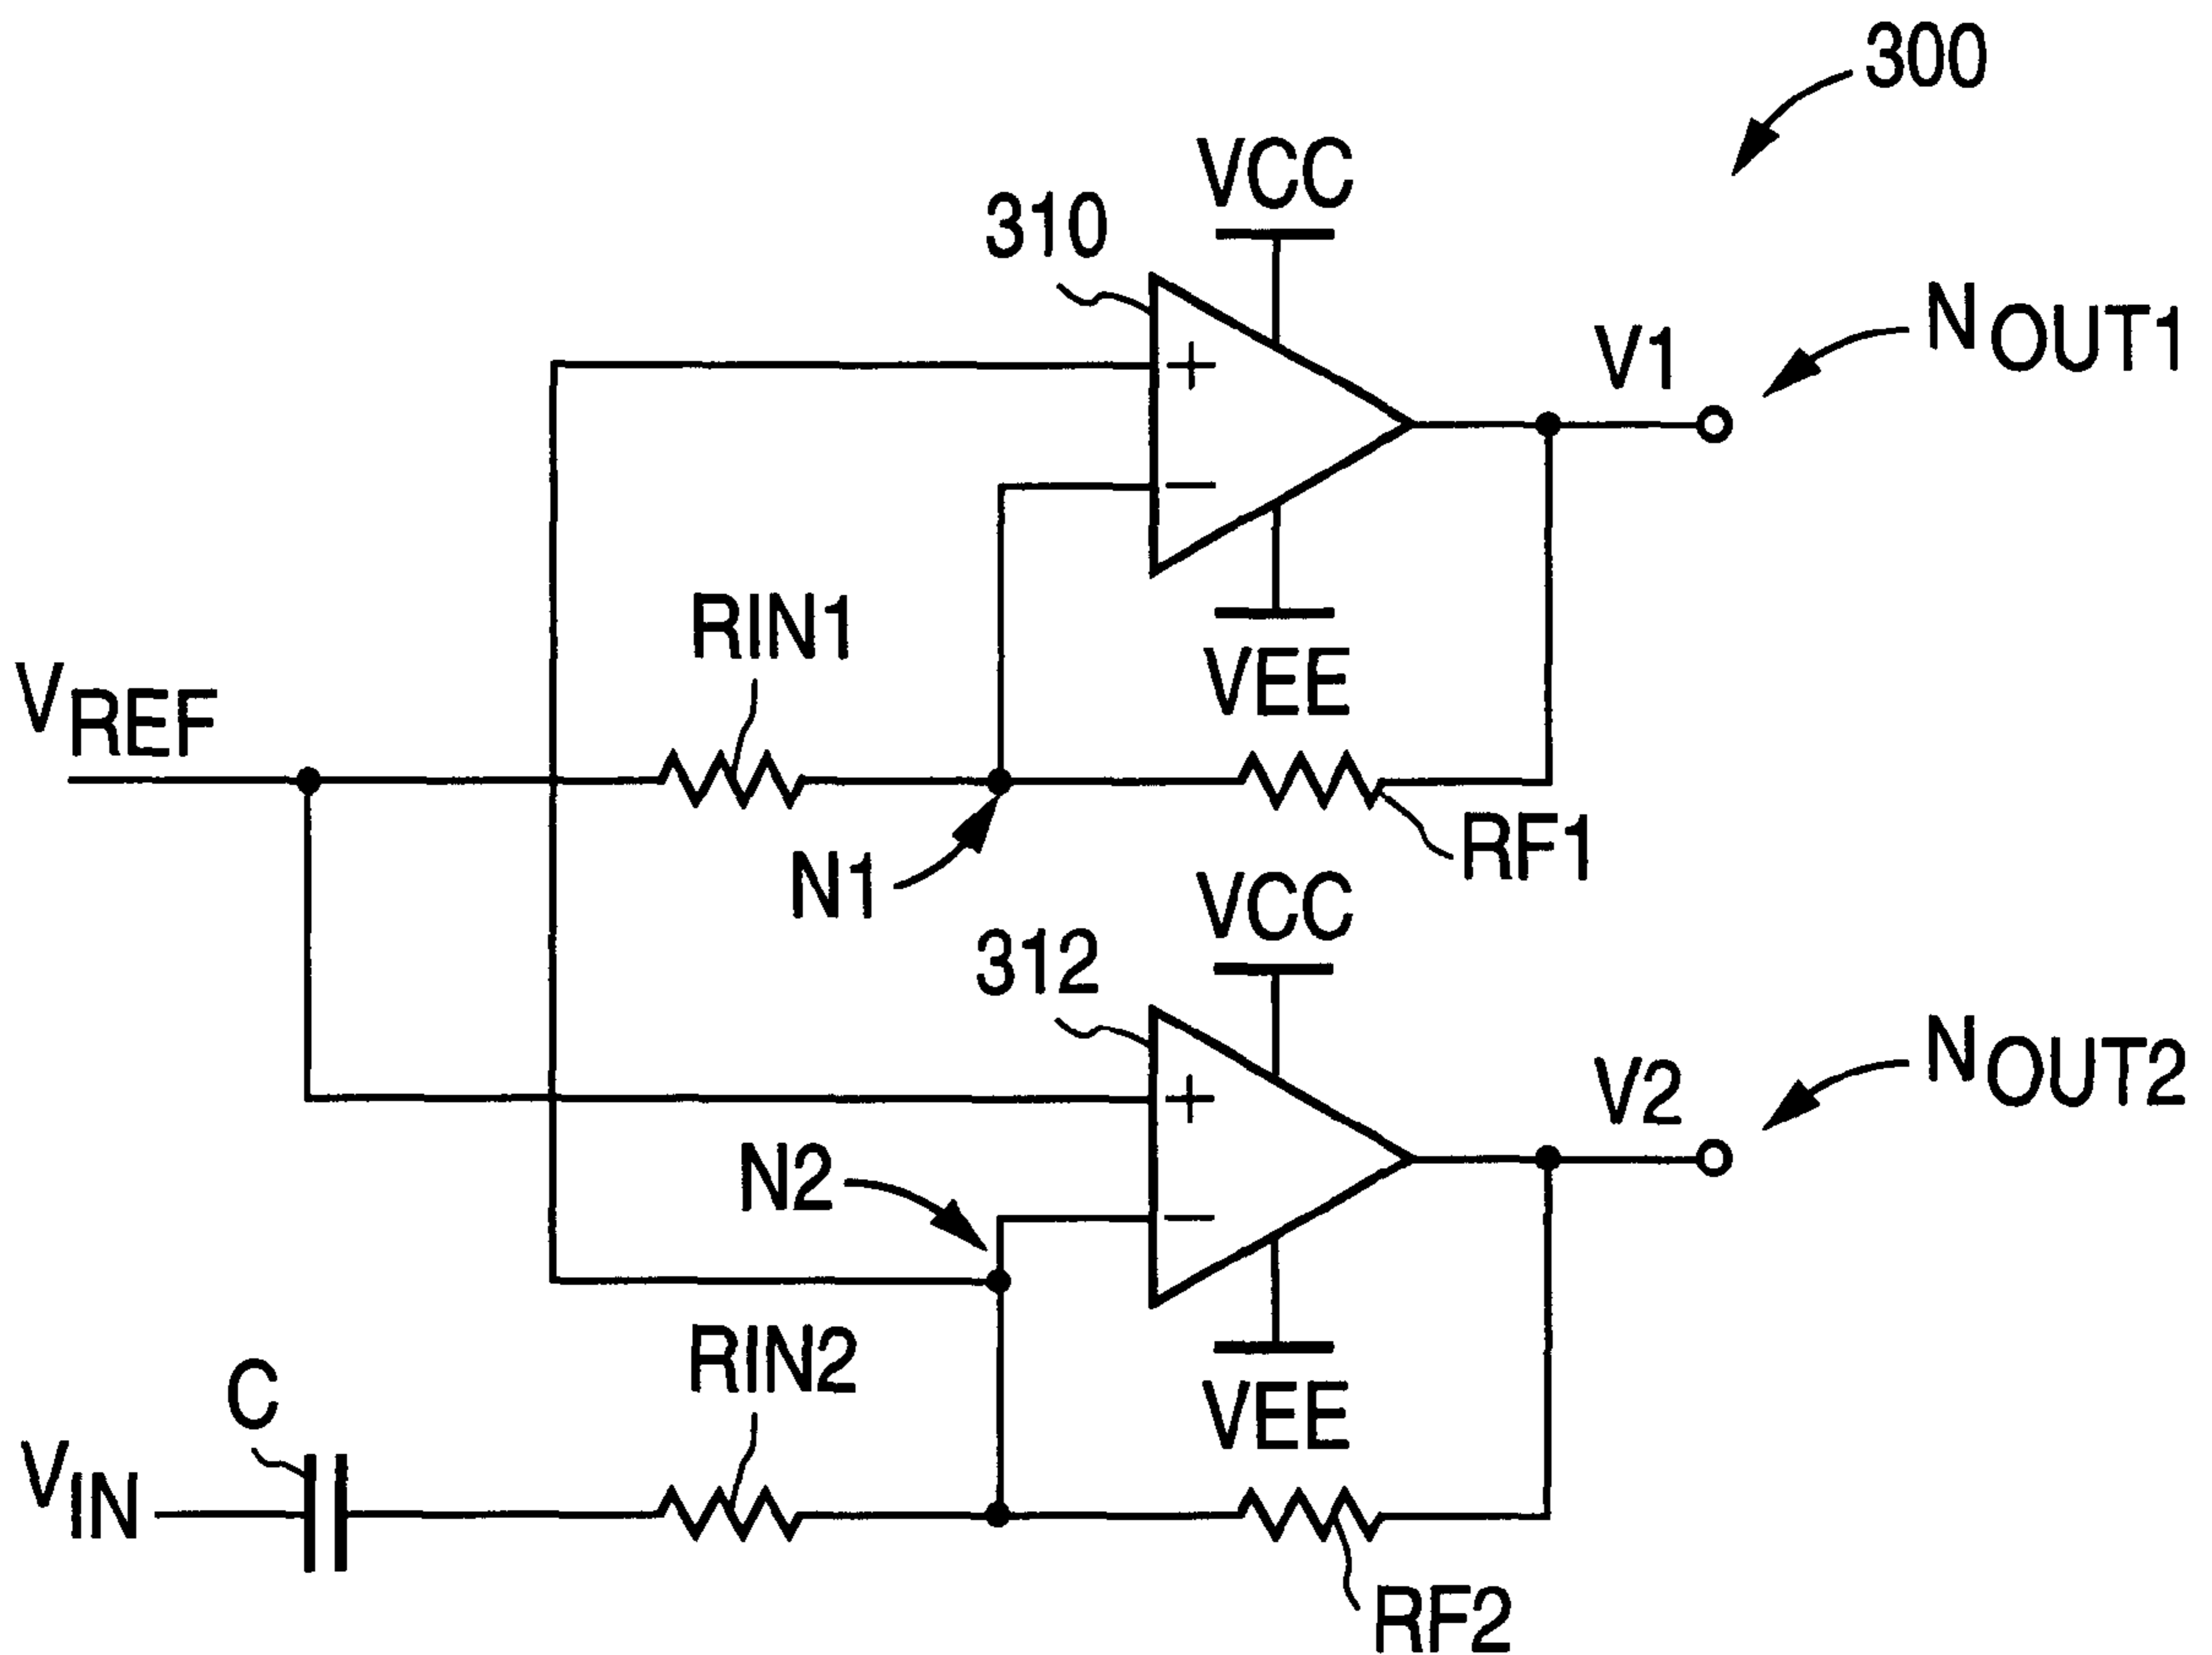 300
VCC
310
+
NOUT1
V1
−
RIN1
VEE
VREF
RF1
N1
VCC
312
+
NOUT2
V2
N2
−
RIN2
VEE
C
VIN
RF2